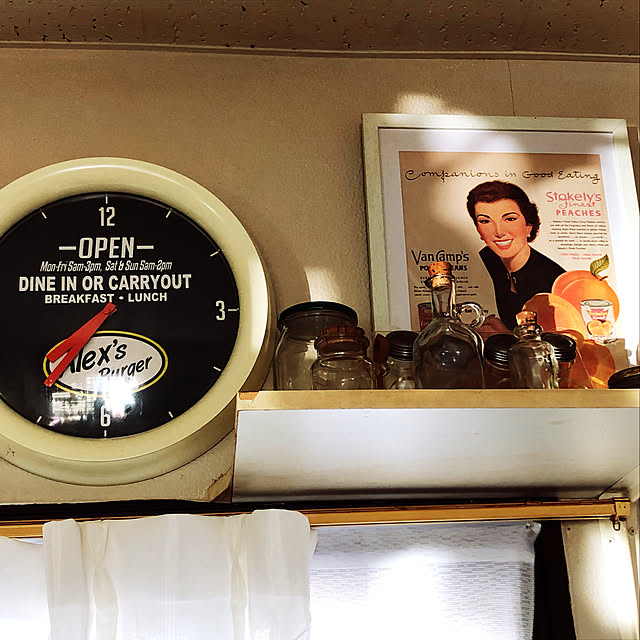 12
OPEN
Mon-Fri 5am-3pm, Sat & Sun 5am-2pm
DINE IN OR CARRYOUT
BREAKFAST • LUNCH
3
Alex's
Burger
6
Companions in Good Eating
Stokely's
Finest
PEACHES
Van Camp's